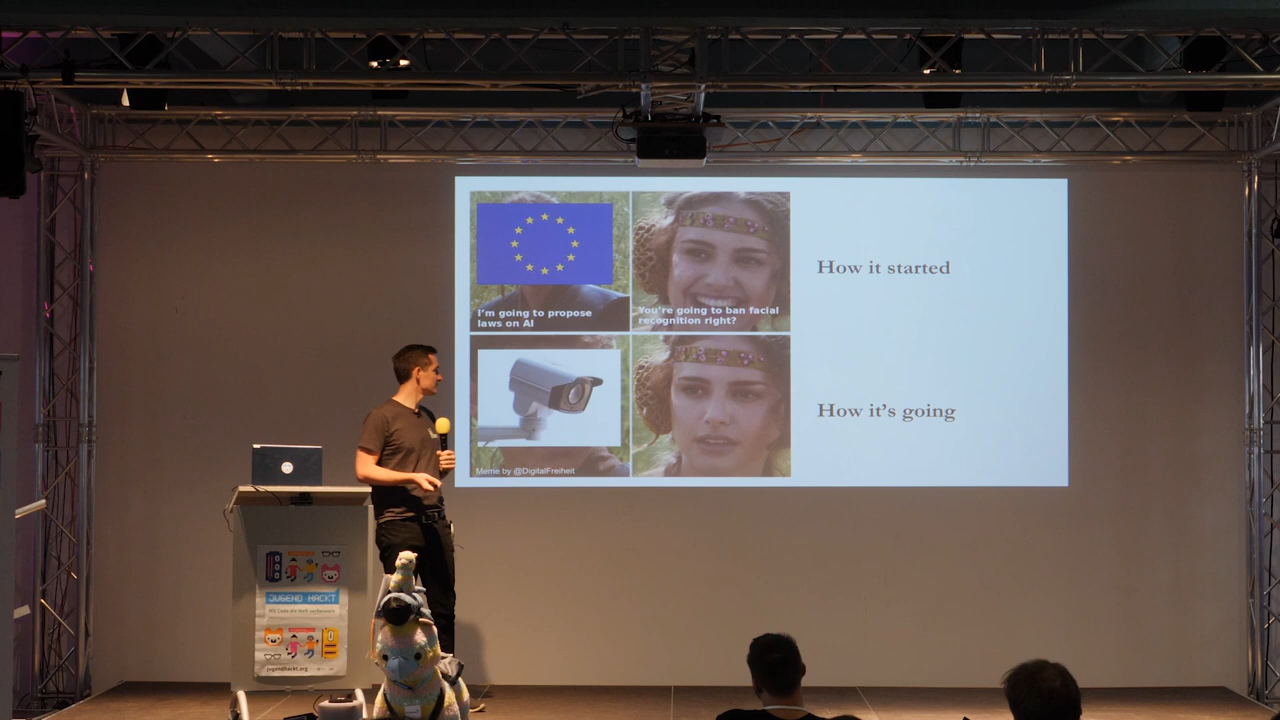 I'm going to propose
laws on AI
You're going to ban facial
recognition right?
How it started
Meme by @DigitalFreiheit
How it's going
JUGEND HACKT
Mit Code die Welt verbessern
jugendhackt.org